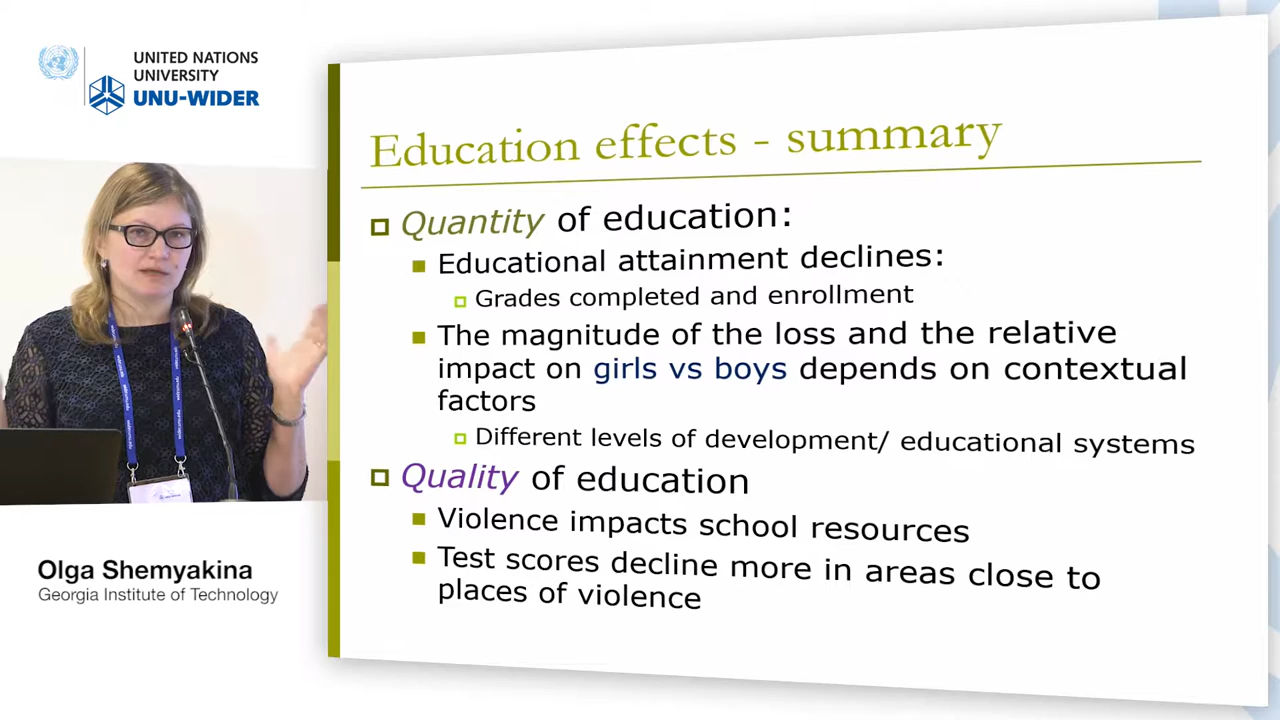 UNITED NATIONS
UNIVERSITY
UNU-WIDER
Education effects - summary
Quantity of education:
Educational attainment declines:
Grades completed and enrollment
The magnitude of the loss and the relative
impact on girls vs boys depends on contextual
factors
Different levels of development/ educational systems
Quality of education
Violence impacts school resources
Test scores decline more in areas close to
places of violence
Olga Shemyakina
Georgia Institute of Technology